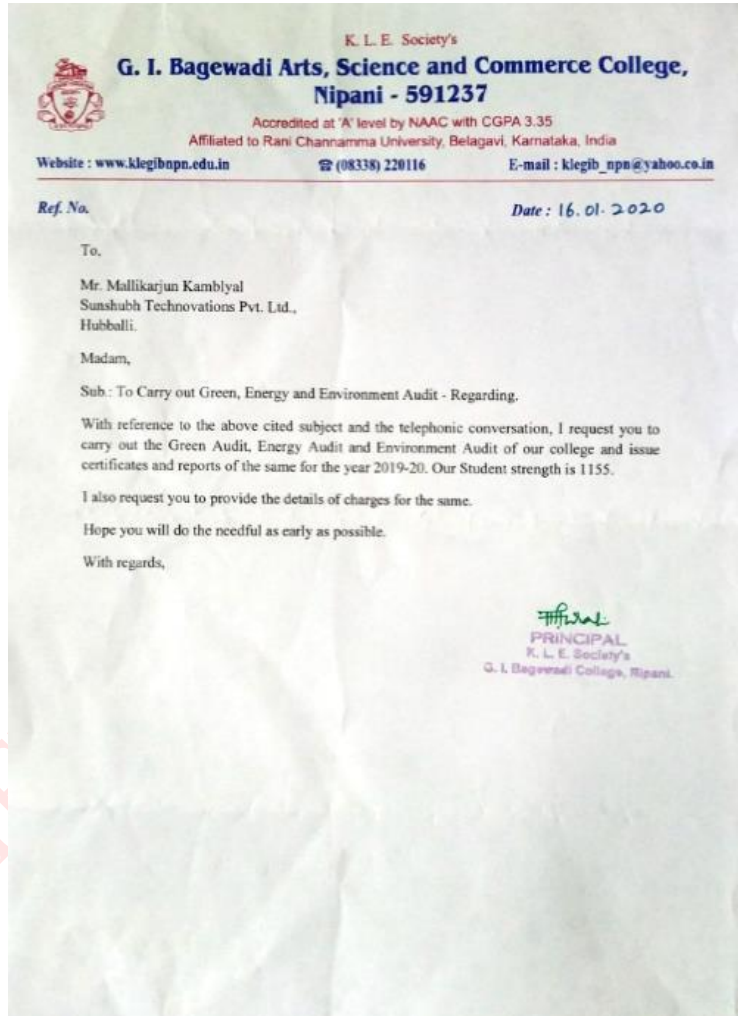 K. L. E. Society's
G. I. Bagewadi Arts, Science and Commerce College,
Nipani - 591237
Accredited at 'A' level by NAAC with CGPA 3.35
Affiliated to Rani Channamma University, Belagavi, Karnataka, India
Website : www.klegibnpn.edu.in ☎ (08338) 220116 E-mail : klegib_npn@yahoo.co.in
Ref. No. Date : 16.01.2020
To,
Mr. Mallikarjun Kamblyal
Sunshubh Technovations Pvt. Ltd.,
Hubballi.
Madam,
Sub.: To Carry out Green, Energy and Environment Audit - Regarding.
With reference to the above cited subject and the telephonic conversation, I request you to
carry out the Green Audit, Energy Audit and Environment Audit of our college and issue
certificates and reports of the same for the year 2019-20. Our Student strength is 1155.
I also request you to provide the details of charges for the same.
Hope you will do the needful as early as possible.
With regards,
PRINCIPAL
K. L. E. Society's
G. I. Bagewadi College, Nipani.